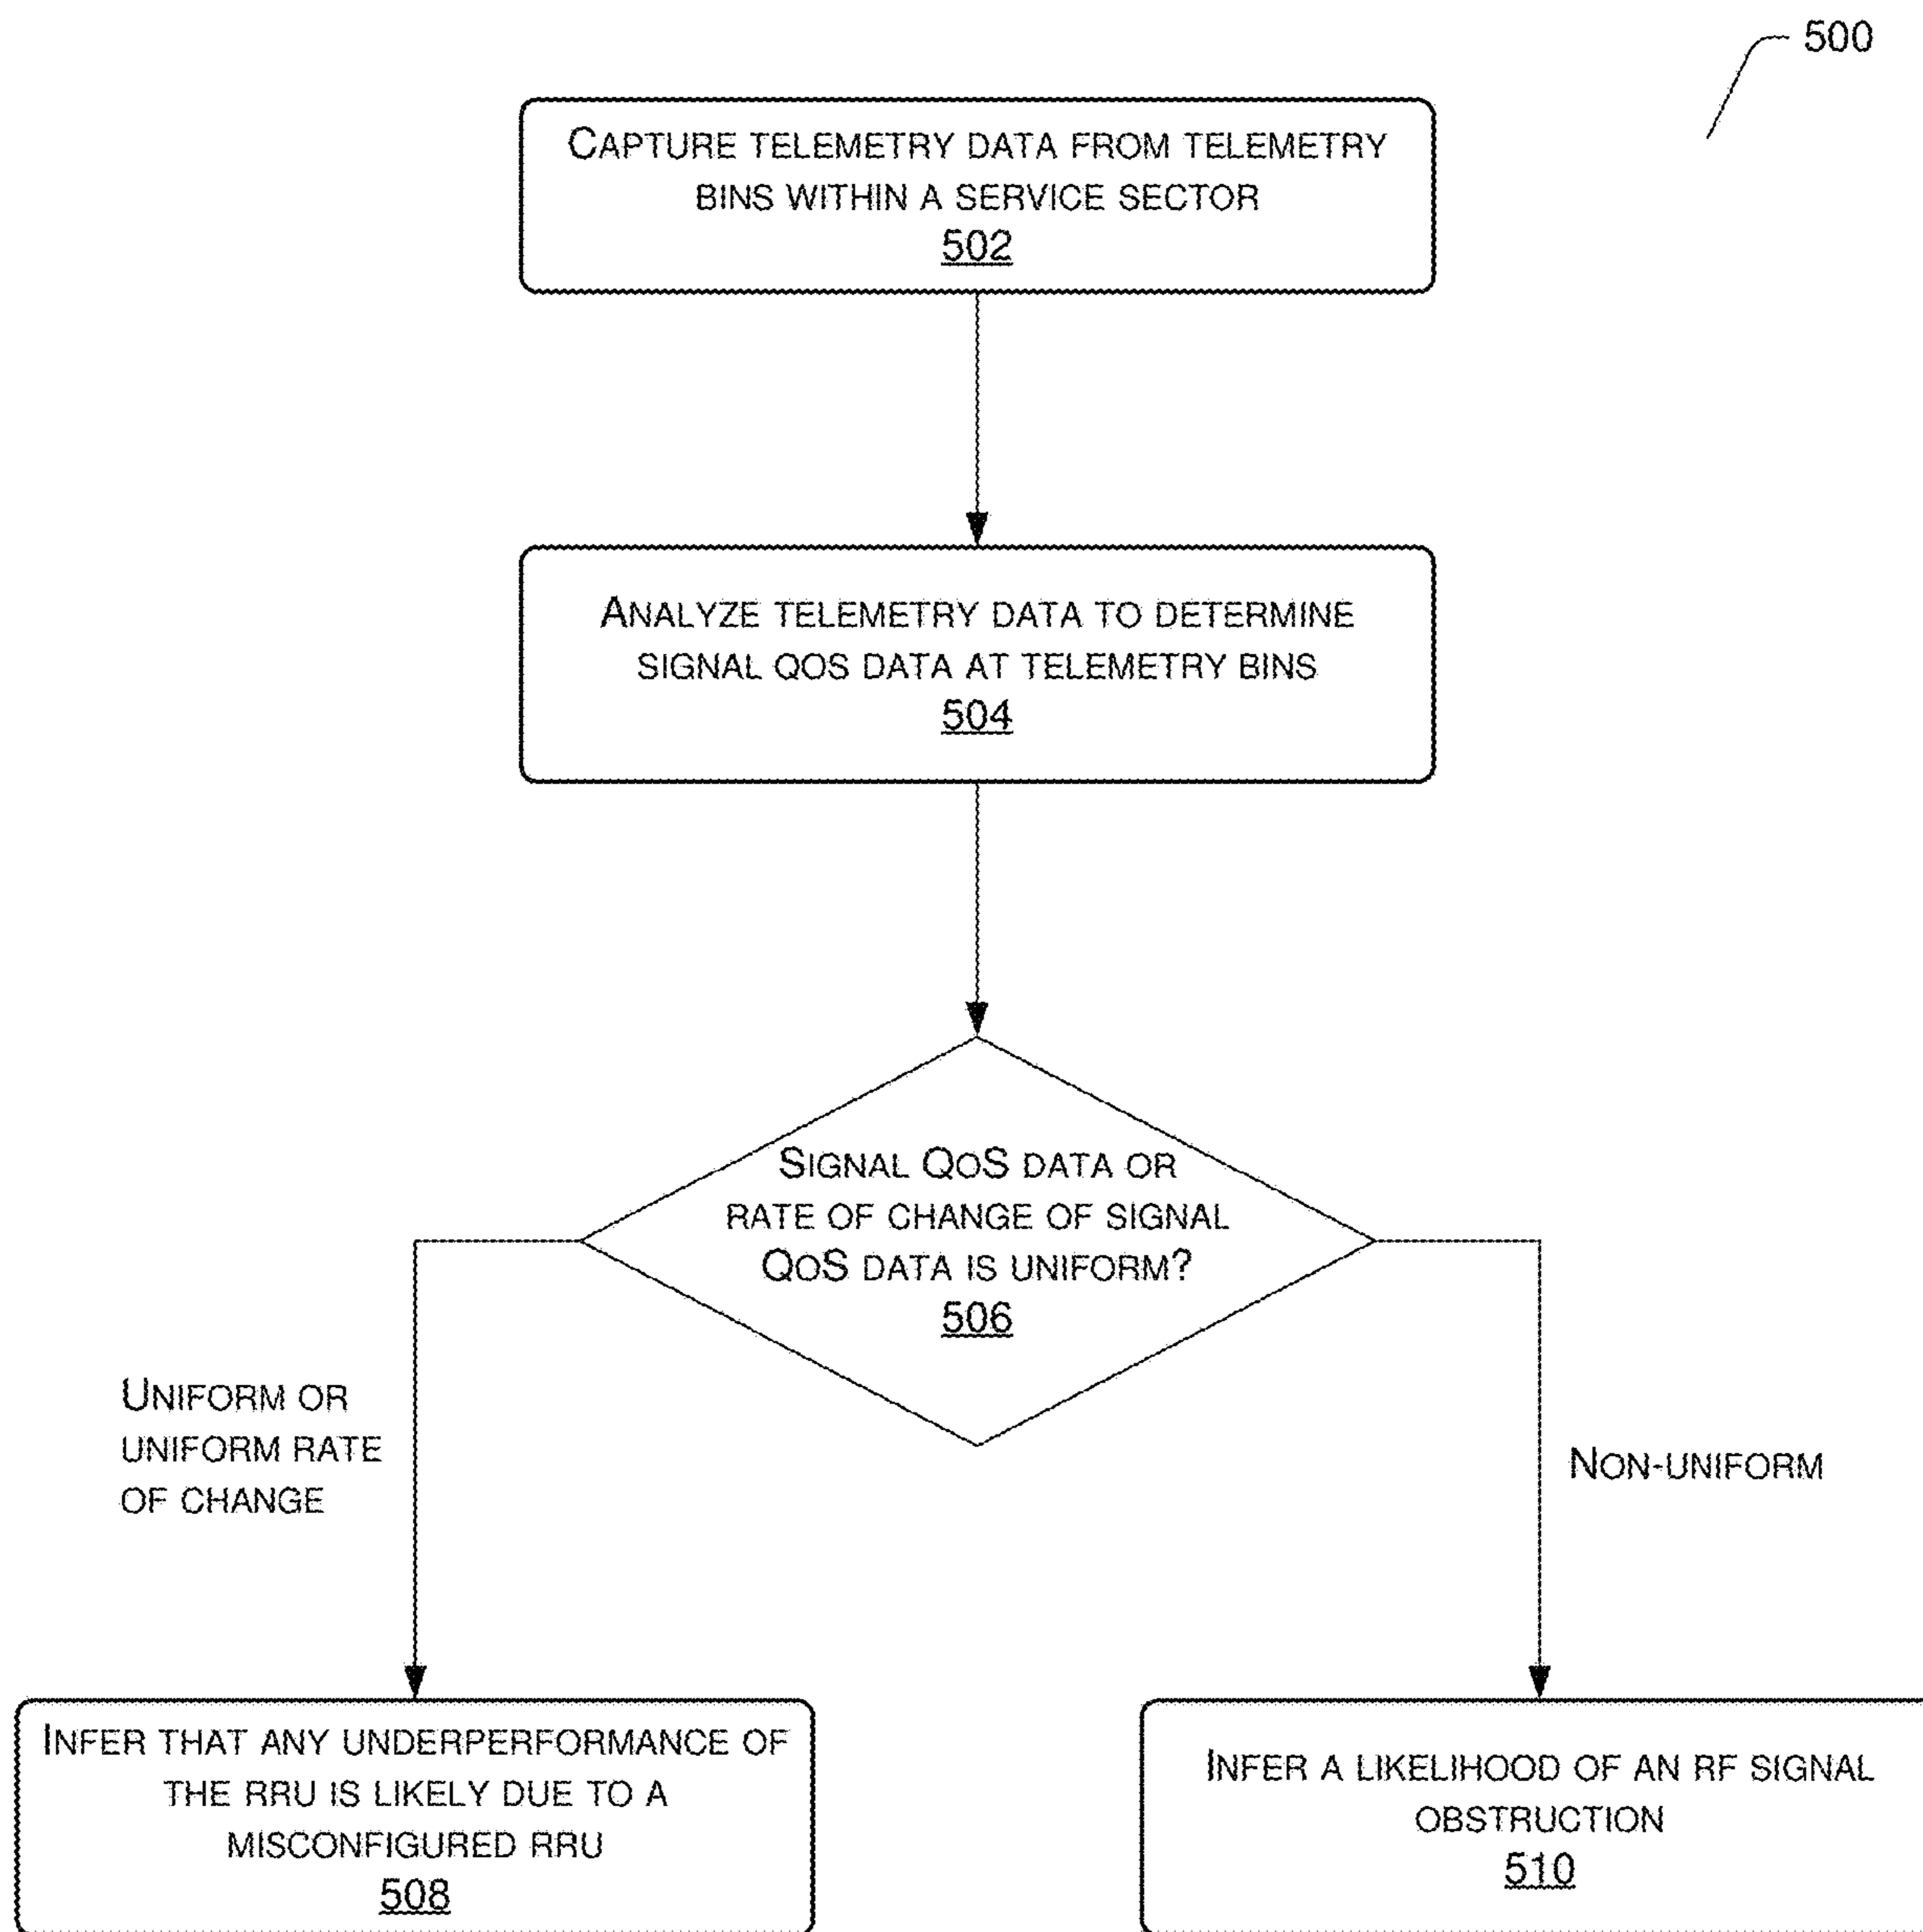 500
CAPTURE TELEMETRY DATA FROM TELEMETRY
BINS WITHIN A SERVICE SECTOR
502
ANALYZE TELEMETRY DATA TO DETERMINE
SIGNAL QOS DATA AT TELEMETRY BINS
504
SIGNAL QOS DATA OR
RATE OF CHANGE OF SIGNAL
QOS DATA IS UNIFORM?
506
UNIFORM OR
UNIFORM RATE
OF CHANGE
NON-UNIFORM
INFER THAT ANY UNDERPERFORMANCE OF
THE RRU IS LIKELY DUE TO A
MISCONFIGURED RRU
508
INFER A LIKELIHOOD OF AN RF SIGNAL
OBSTRUCTION
510